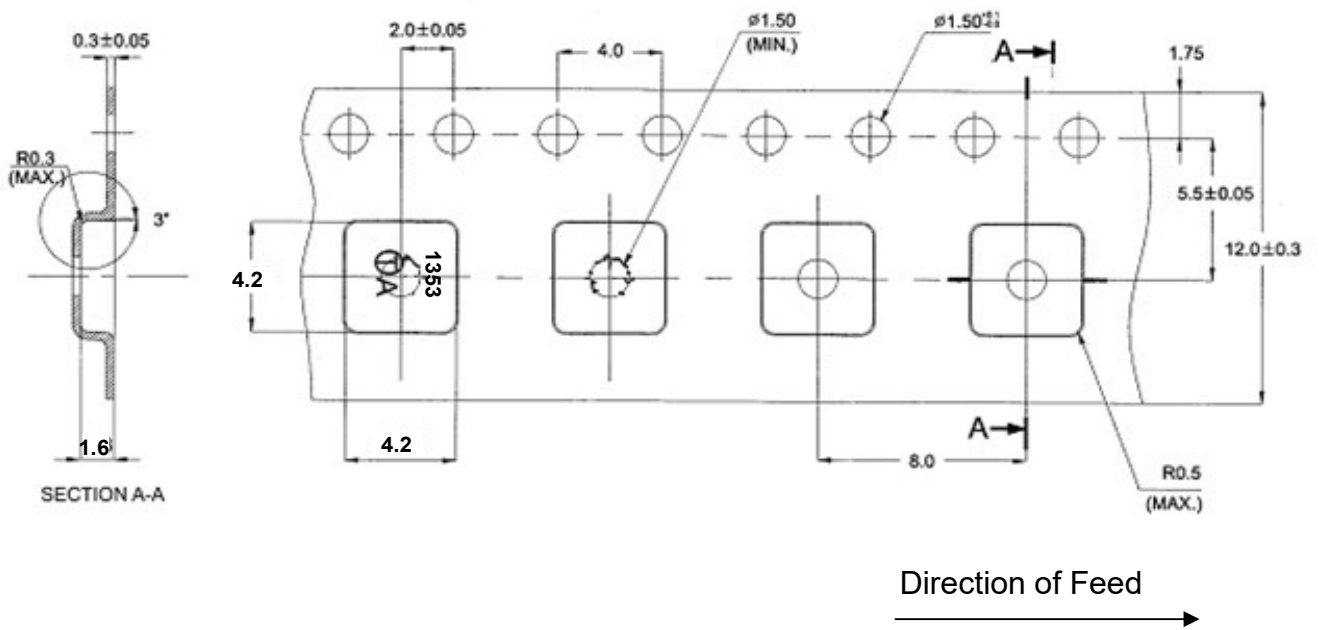 0.3±0.05
2.0±0.05
4.0
ø1.50
(MIN.)
ø1.50
A
1.75
R0.3
(MAX.)
3°
5.5±0.05
12.0±0.3
4.2
1353
T
A
1.6
4.2
A
8.0
R0.5
(MAX.)
SECTION A-A
Direction of Feed